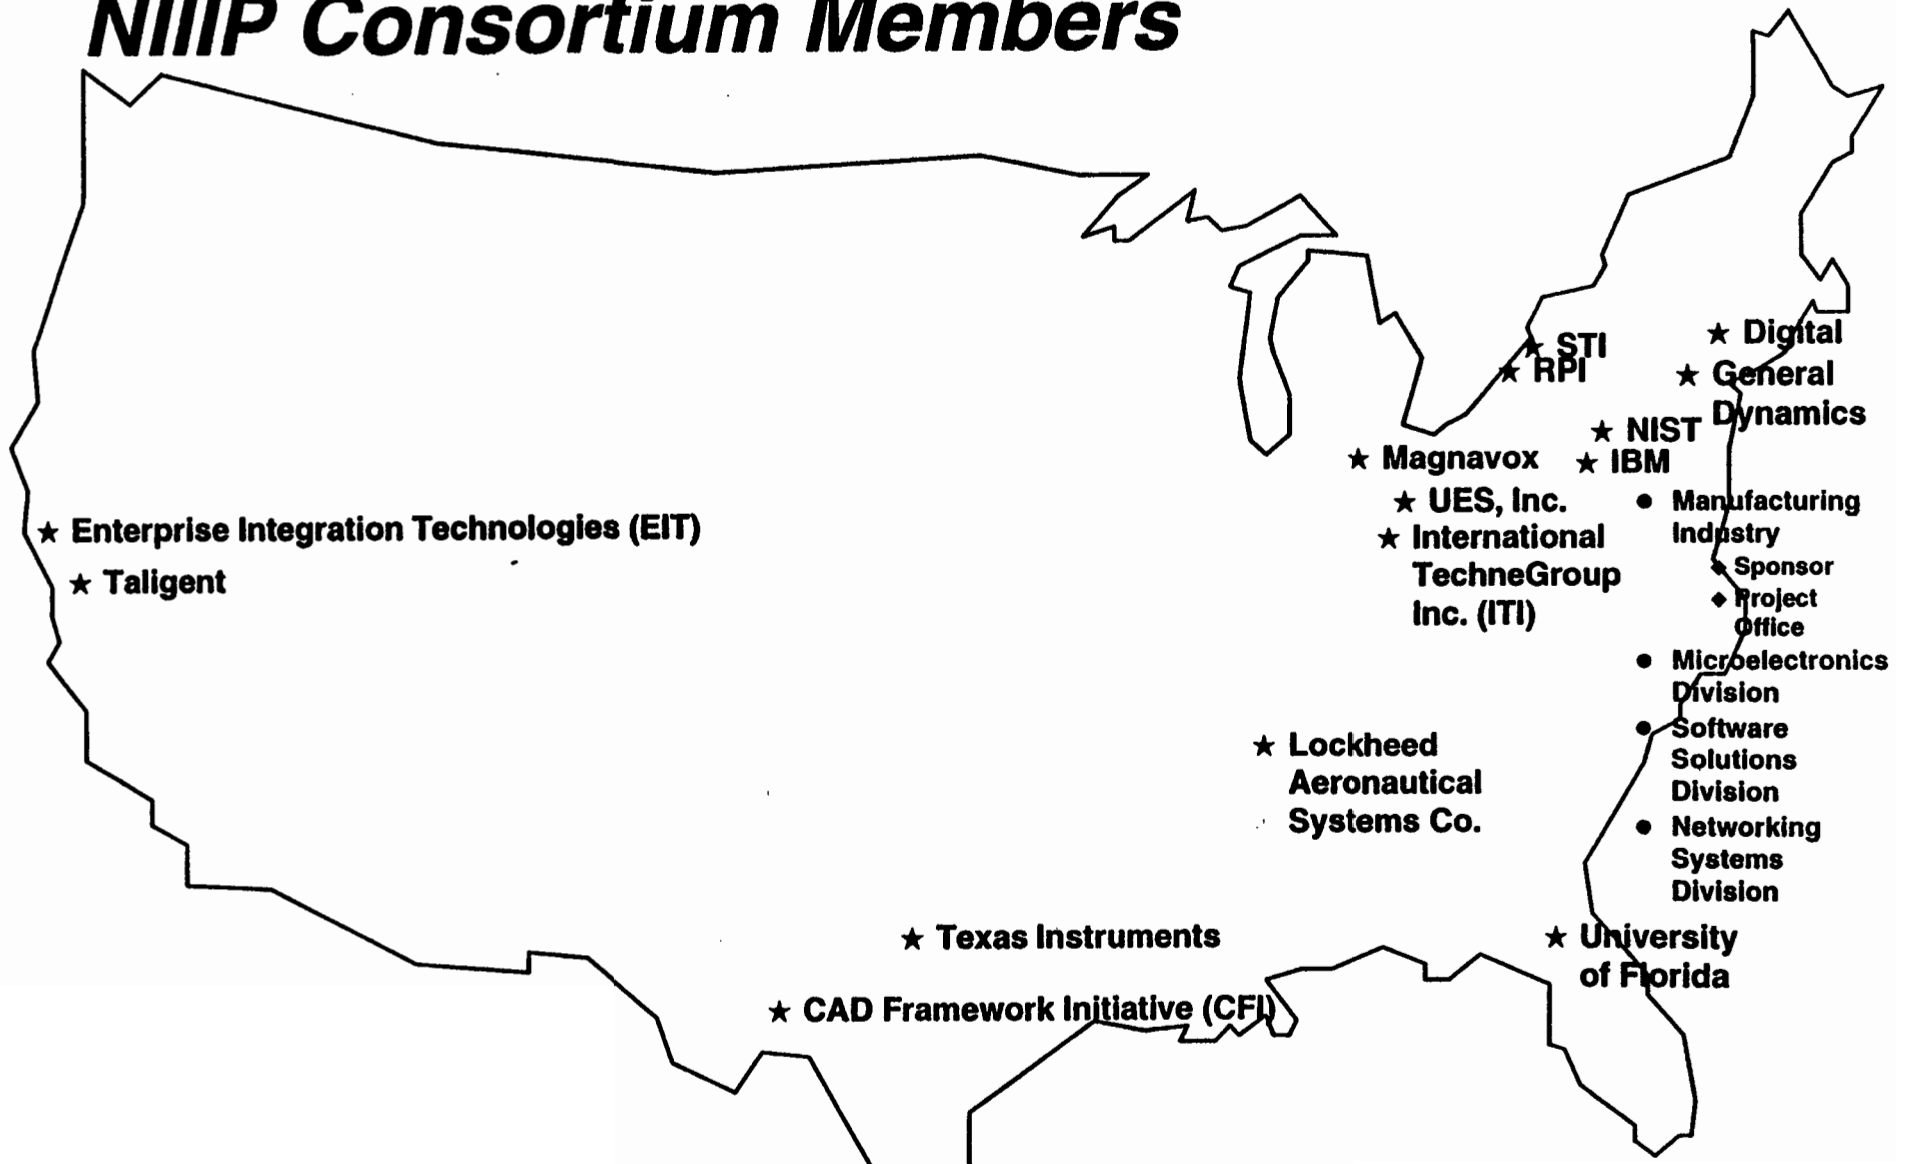 NIIIP Consortium Members
★ Digital
★ STI
★ RPI
★ General
Dynamics
★ NIST
★ IBM
● Manufacturing
Industry
◆ Sponsor
◆ Project
Office
● Microelectronics
Division
● Software
Solutions
Division
● Networking
Systems
Division
★ Magnavox
★ UES, Inc.
★ International
TechneGroup
Inc. (ITI)
★ Enterprise Integration Technologies (EIT)
★ Taligent
★ Lockheed
Aeronautical
Systems Co.
★ Texas Instruments
★ CAD Framework Initiative (CFI)
★ University
of Florida